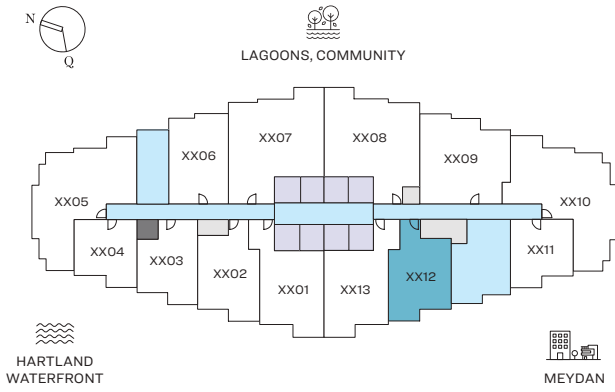 N
Q
LAGOONS, COMMUNITY
XX07
XX08
XX06
XX09
XX05
XX10
XX04
XX03
XX02
XX01
XX13
XX12
XX11
HARTLAND
WATERFRONT
MEYDAN